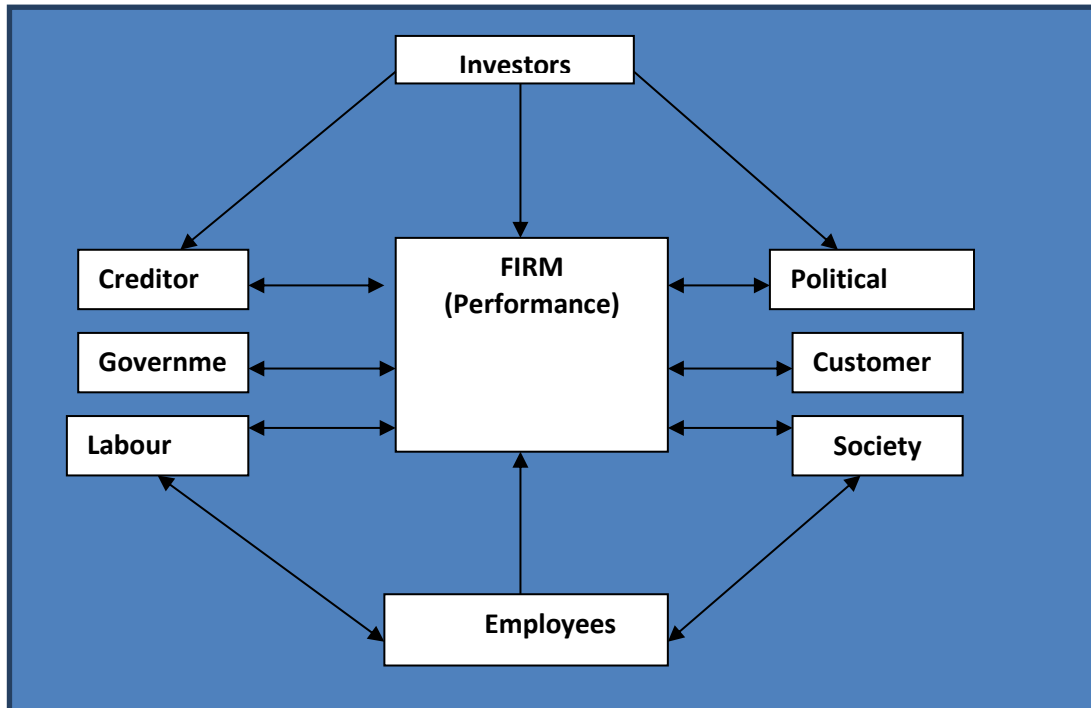 Investors
Creditor
FIRM
(Performance)
Political
Governme
Customer
Labour
Society
Employees